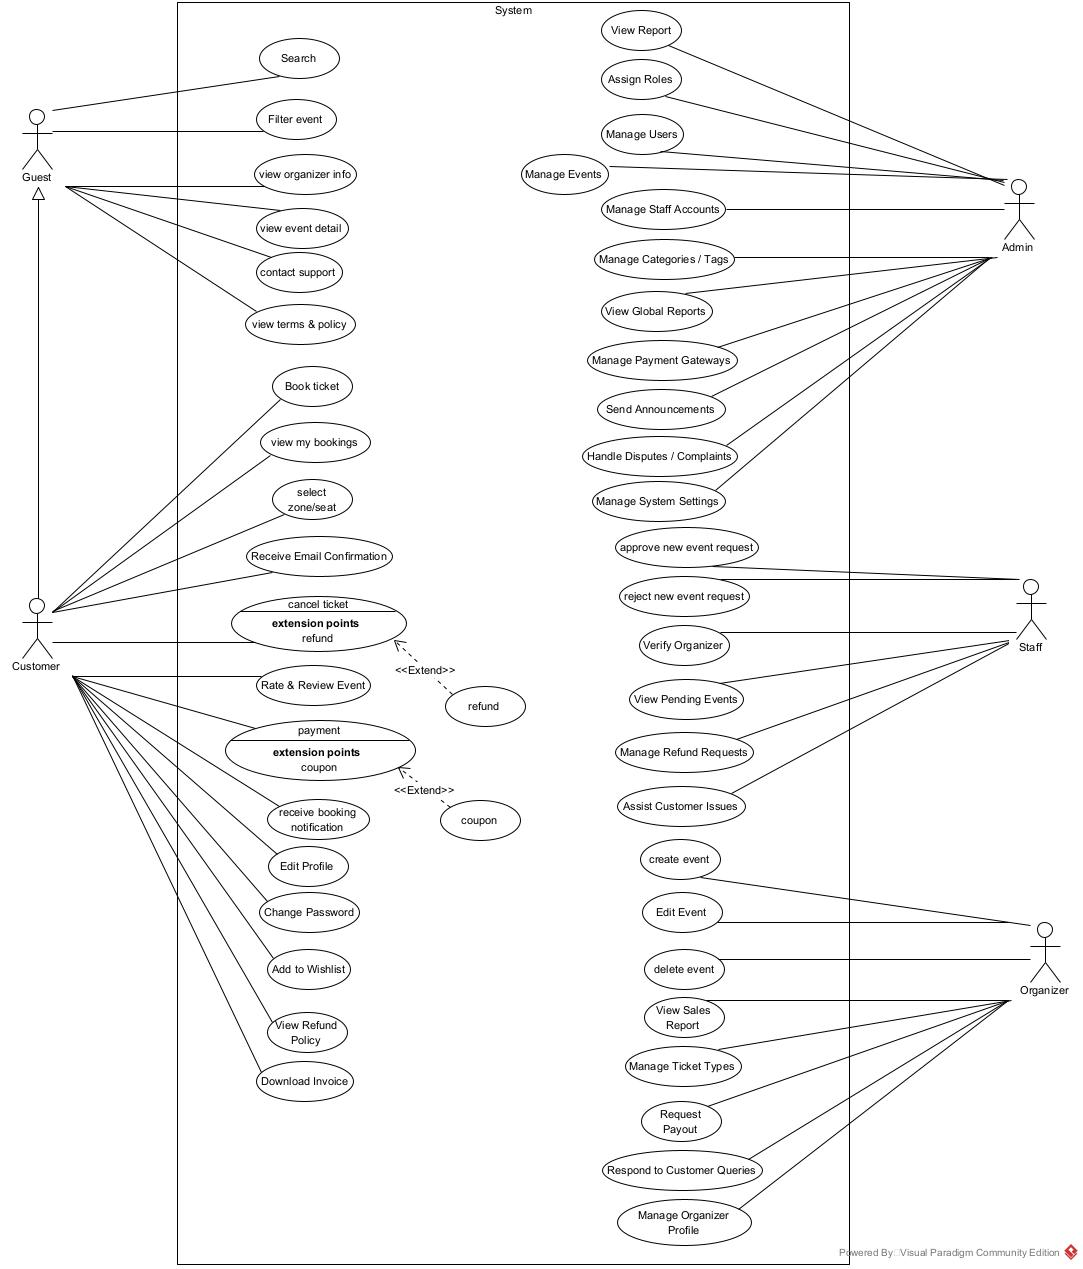 System
Search
Filter event
view organizer info
view event detail
contact support
view terms & policy
Guest
Book ticket
view my bookings
select
zone/seat
Receive Email Confirmation
cancel ticket
extension points
refund
<<Extend>>
refund
Rate & Review Event
payment
extension points
coupon
<<Extend>>
coupon
receive booking
notification
Edit Profile
Change Password
Add to Wishlist
View Refund
Policy
Download Invoice
Customer
View Report
Assign Roles
Manage Users
Manage Events
Manage Staff Accounts
Manage Categories / Tags
View Global Reports
Manage Payment Gateways
Send Announcements
Handle Disputes / Complaints
Manage System Settings
Admin
approve new event request
reject new event request
Verify Organizer
View Pending Events
Manage Refund Requests
Assist Customer Issues
Staff
create event
Edit Event
delete event
View Sales
Report
Manage Ticket Types
Request
Payout
Respond to Customer Queries
Manage Organizer
Profile
Organizer
Powered By Visual Paradigm Community Edition